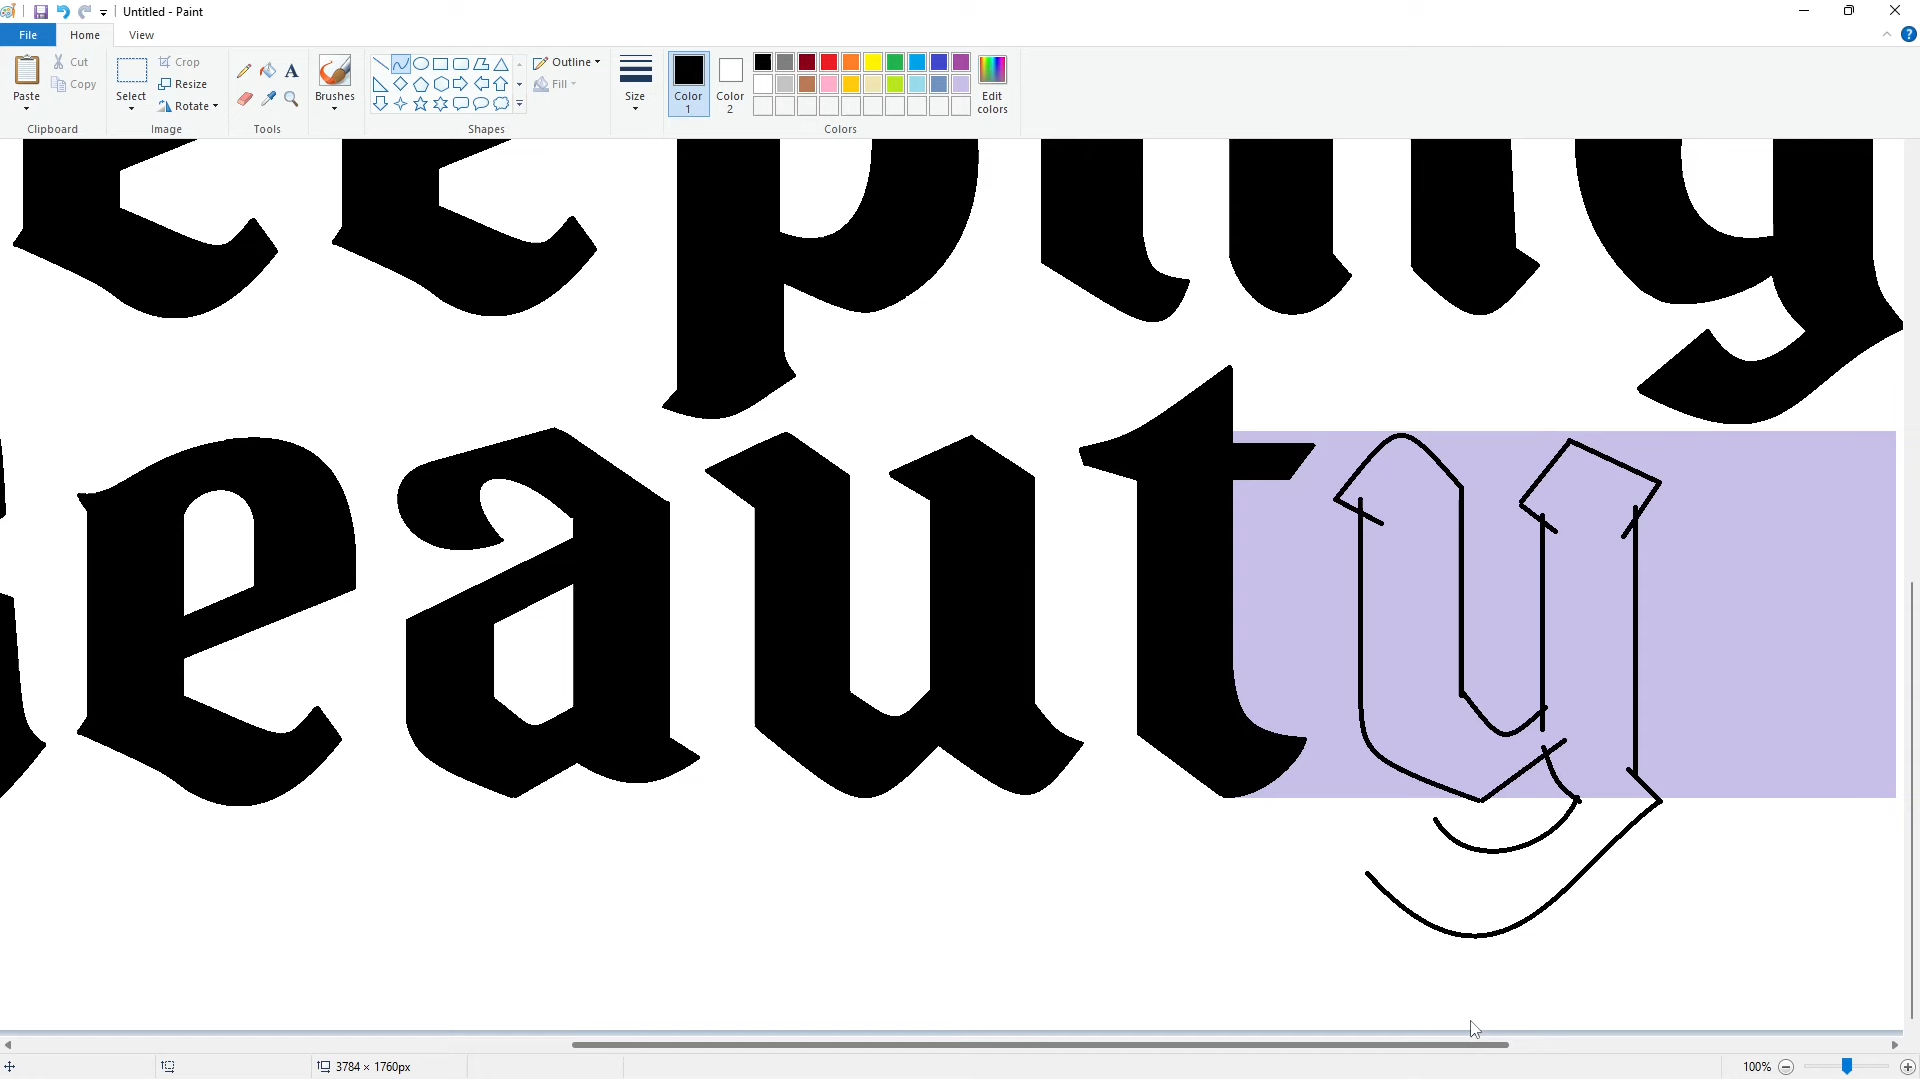 Untitled - Paint
File Home View
Paste Cut Copy Clipboard
Select Crop Resize Rotate Image
Tools
Brushes
Shapes Outline Fill
Size
Color 1 Color 2 Edit colors Colors
eeping
eauty
3784 × 1760px 100%